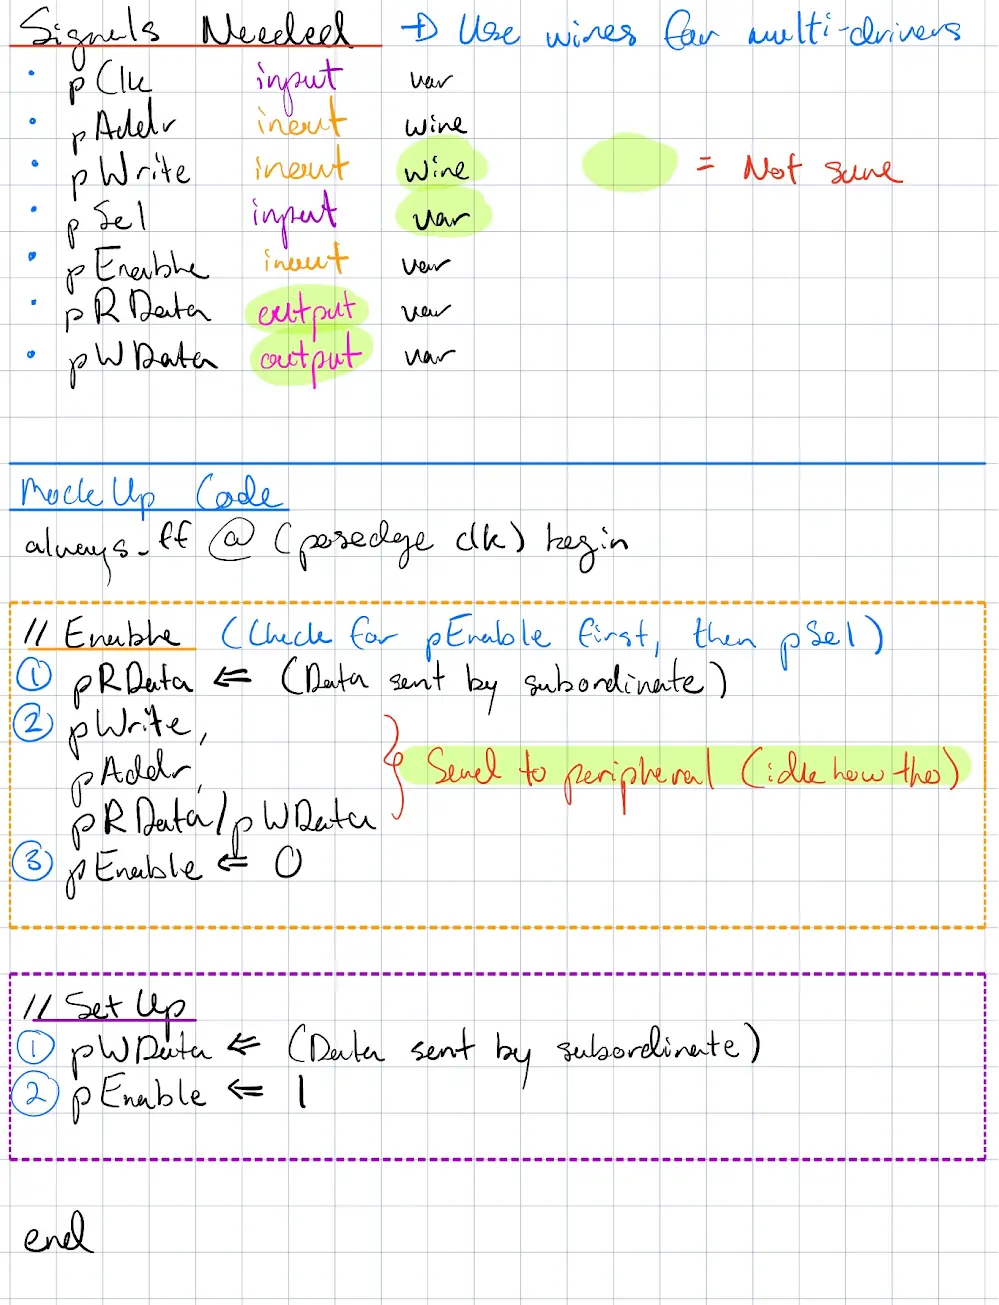 Signals Needed → Use wires for multi-drivers
• pClk input var
• pAddr inout wire
• pWrite inout wire = Not sure
• pSel input var
• pEnable inout var
• pRData output var
• pWData output var
Mock Up Code
always_ff @ (posedge clk) begin
// Enable (Check for pEnable first, then pSel)
① pRData <= (Data sent by subordinate)
② pWrite,
pAddr,
pRData/pWData
} Send to peripheral (idk how tho)
③ pEnable <= 0
// Set Up
① pWData <= (Data sent by subordinate)
② pEnable <= 1
end